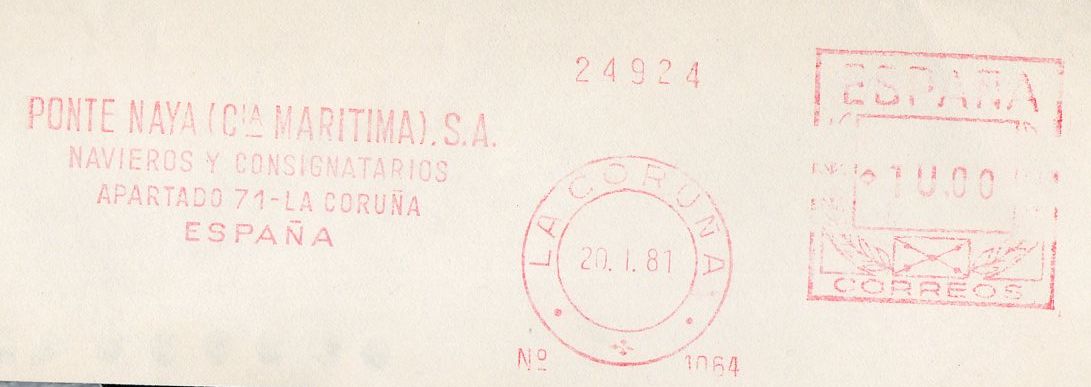 PONTE NAYA (CIA MARITIMA). S.A.
NAVIEROS Y CONSIGNATARIOS
APARTADO 71-LA CORUÑA
ESPAÑA
24924
LA CORUÑA
20. I. 81
Nº 1064
ESPAÑA
10.00
CORREOS